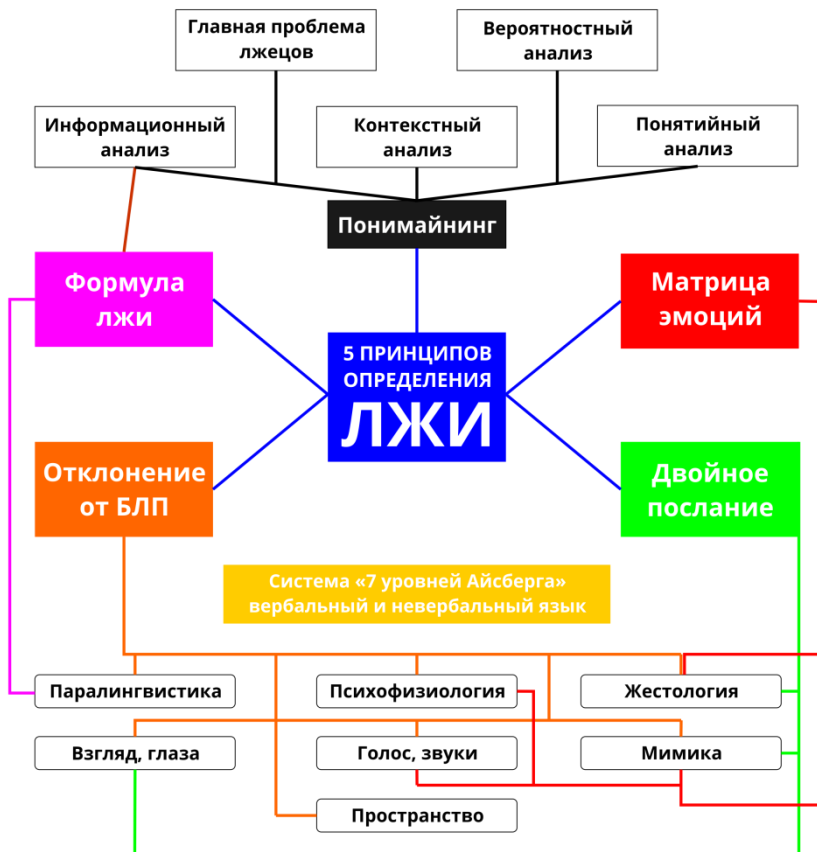 Главная проблема
лжецов
Вероятностный
анализ
Информационный
анализ
Контекстный
анализ
Понятийный
анализ
Понимайнинг
Формула
лжи
Матрица
эмоций
5 ПРИНЦИПОВ
ОПРЕДЕЛЕНИЯ
ЛЖИ
Отклонение
от БЛП
Двойное
послание
Система «7 уровней Айсберга»
вербальный и невербальный язык
Паралингвистика
Психофизиология
Жестология
Взгляд, глаза
Голос, звуки
Мимика
Пространство